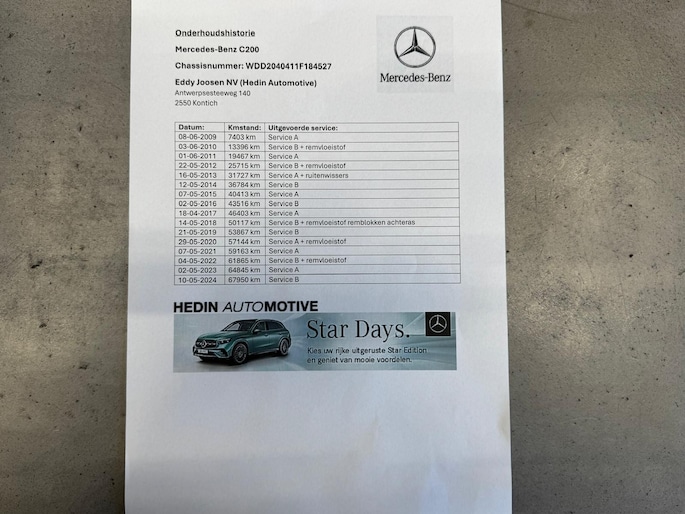 Onderhoudshistorie
Mercedes-Benz C200
Chassisnummer: WDD2040411F184527
Eddy Joosen NV (Hedin Automotive)
Antwerpsesteeweg 140
2550 Kontich
Mercedes-Benz
Datum: Kmstand: Uitgevoerde service:
08-06-2009 7403 km Service A
03-06-2010 13396 km Service B + remvloeistof
01-06-2011 19467 km Service A
22-05-2012 25715 km Service B + remvloeistof
16-05-2013 31727 km Service A + ruitenwissers
12-05-2014 36784 km Service B
07-05-2015 40413 km Service A
02-05-2016 43516 km Service B
18-04-2017 46403 km Service A
14-05-2018 50117 km Service B + remvloeistof remblokken achteras
21-05-2019 53867 km Service B
29-05-2020 57144 km Service A + remvloeistof
07-05-2021 59163 km Service A
04-05-2022 61865 km Service B + remvloeistof
02-05-2023 64845 km Service A
10-05-2024 67950 km Service B
HEDIN AUTOMOTIVE
Star Days.
Kies uw rijke uitgeruste Star Edition
en geniet van mooie voordelen.